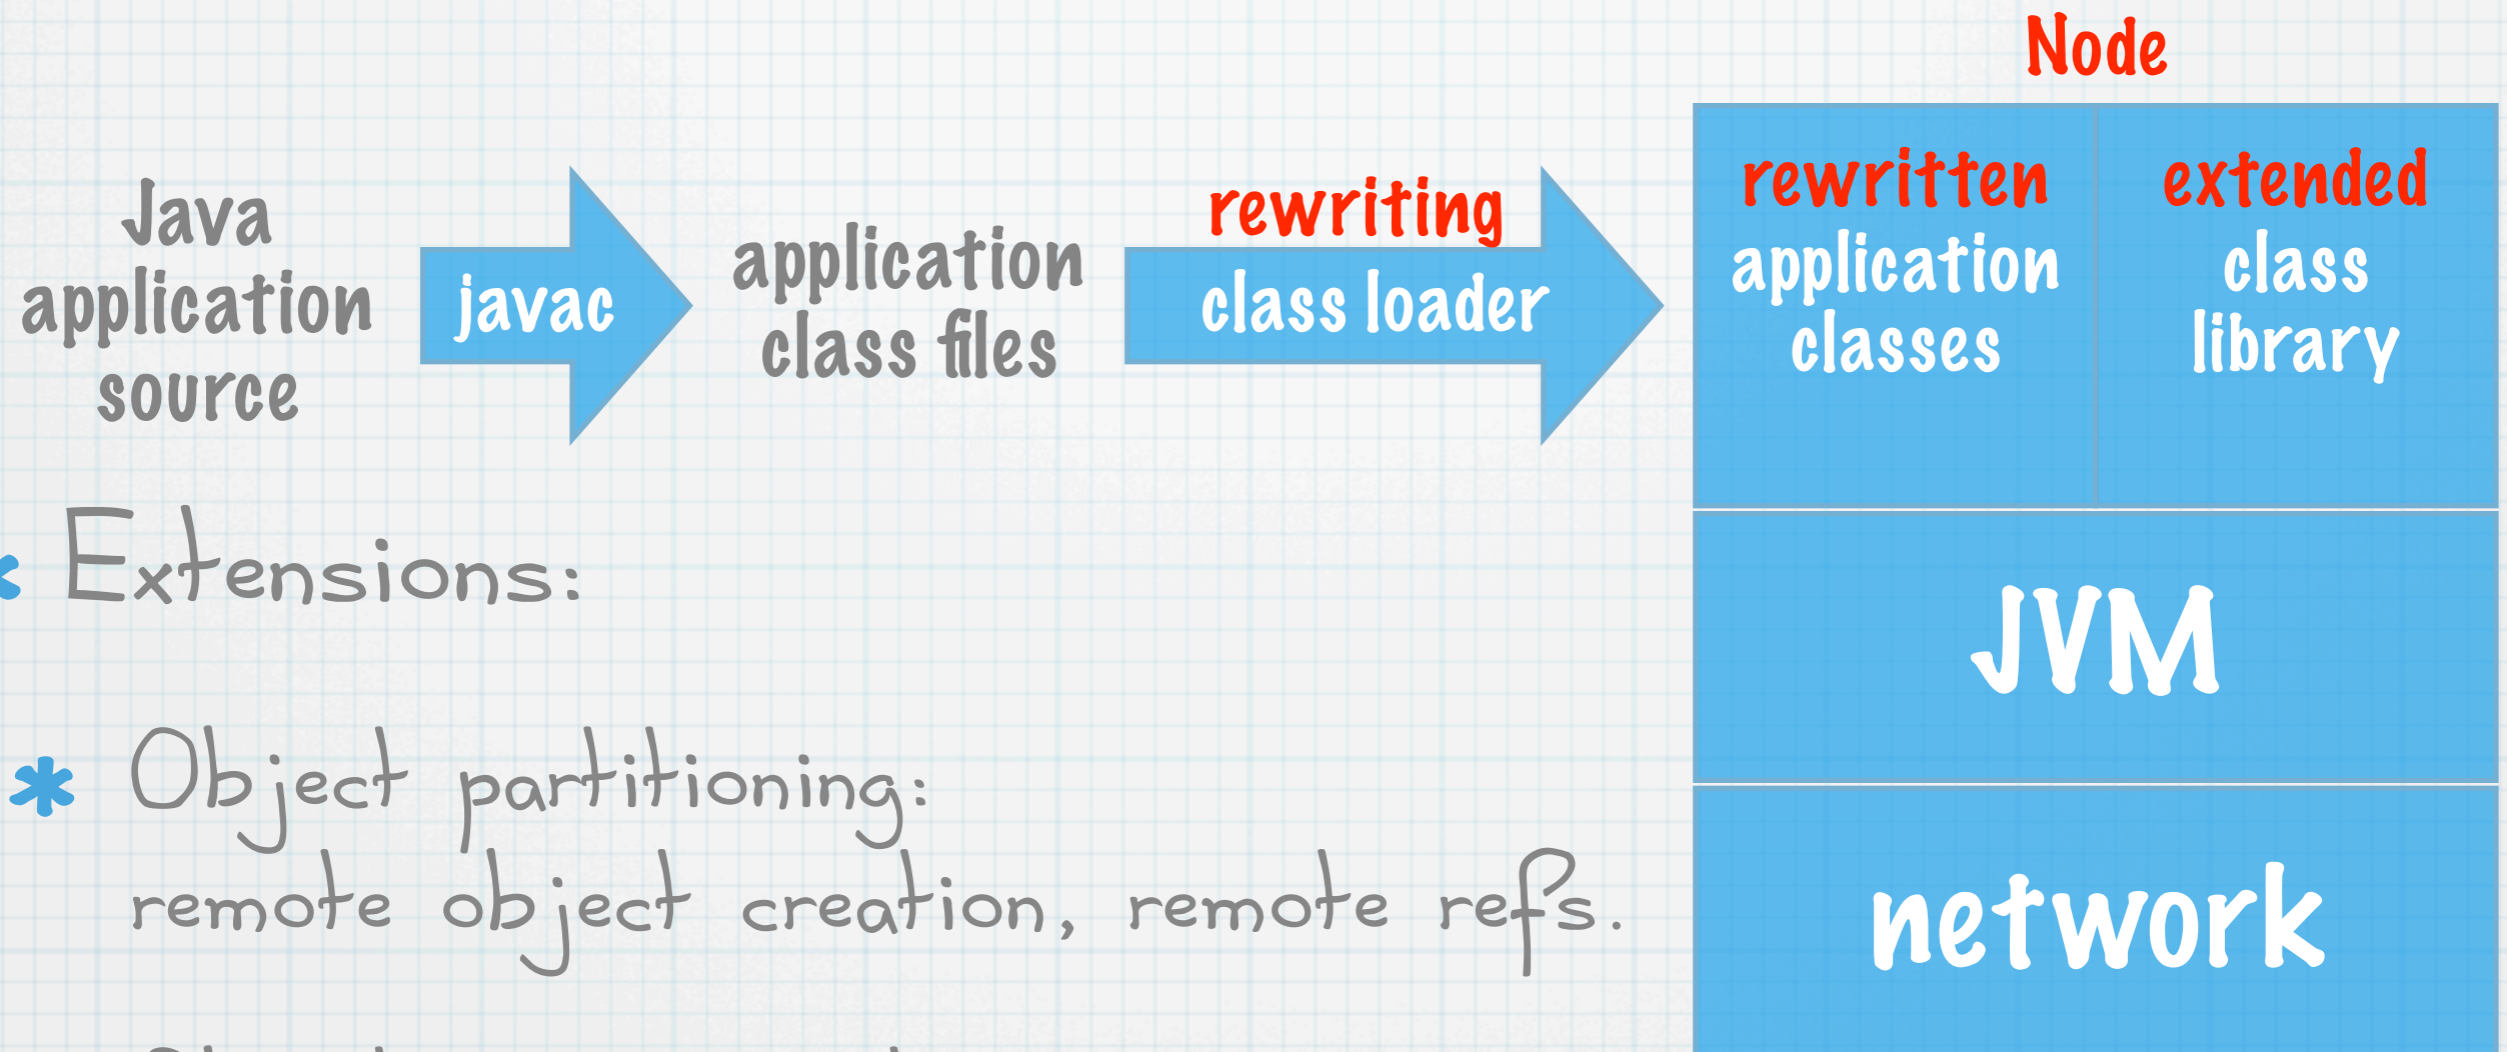 Node
Java
application
source
javac
application
class files
rewriting
class loader
rewritten
application
classes
extended
class
library
JVM
network
* Extensions:
* Object partitioning:
remote object creation, remote refs.